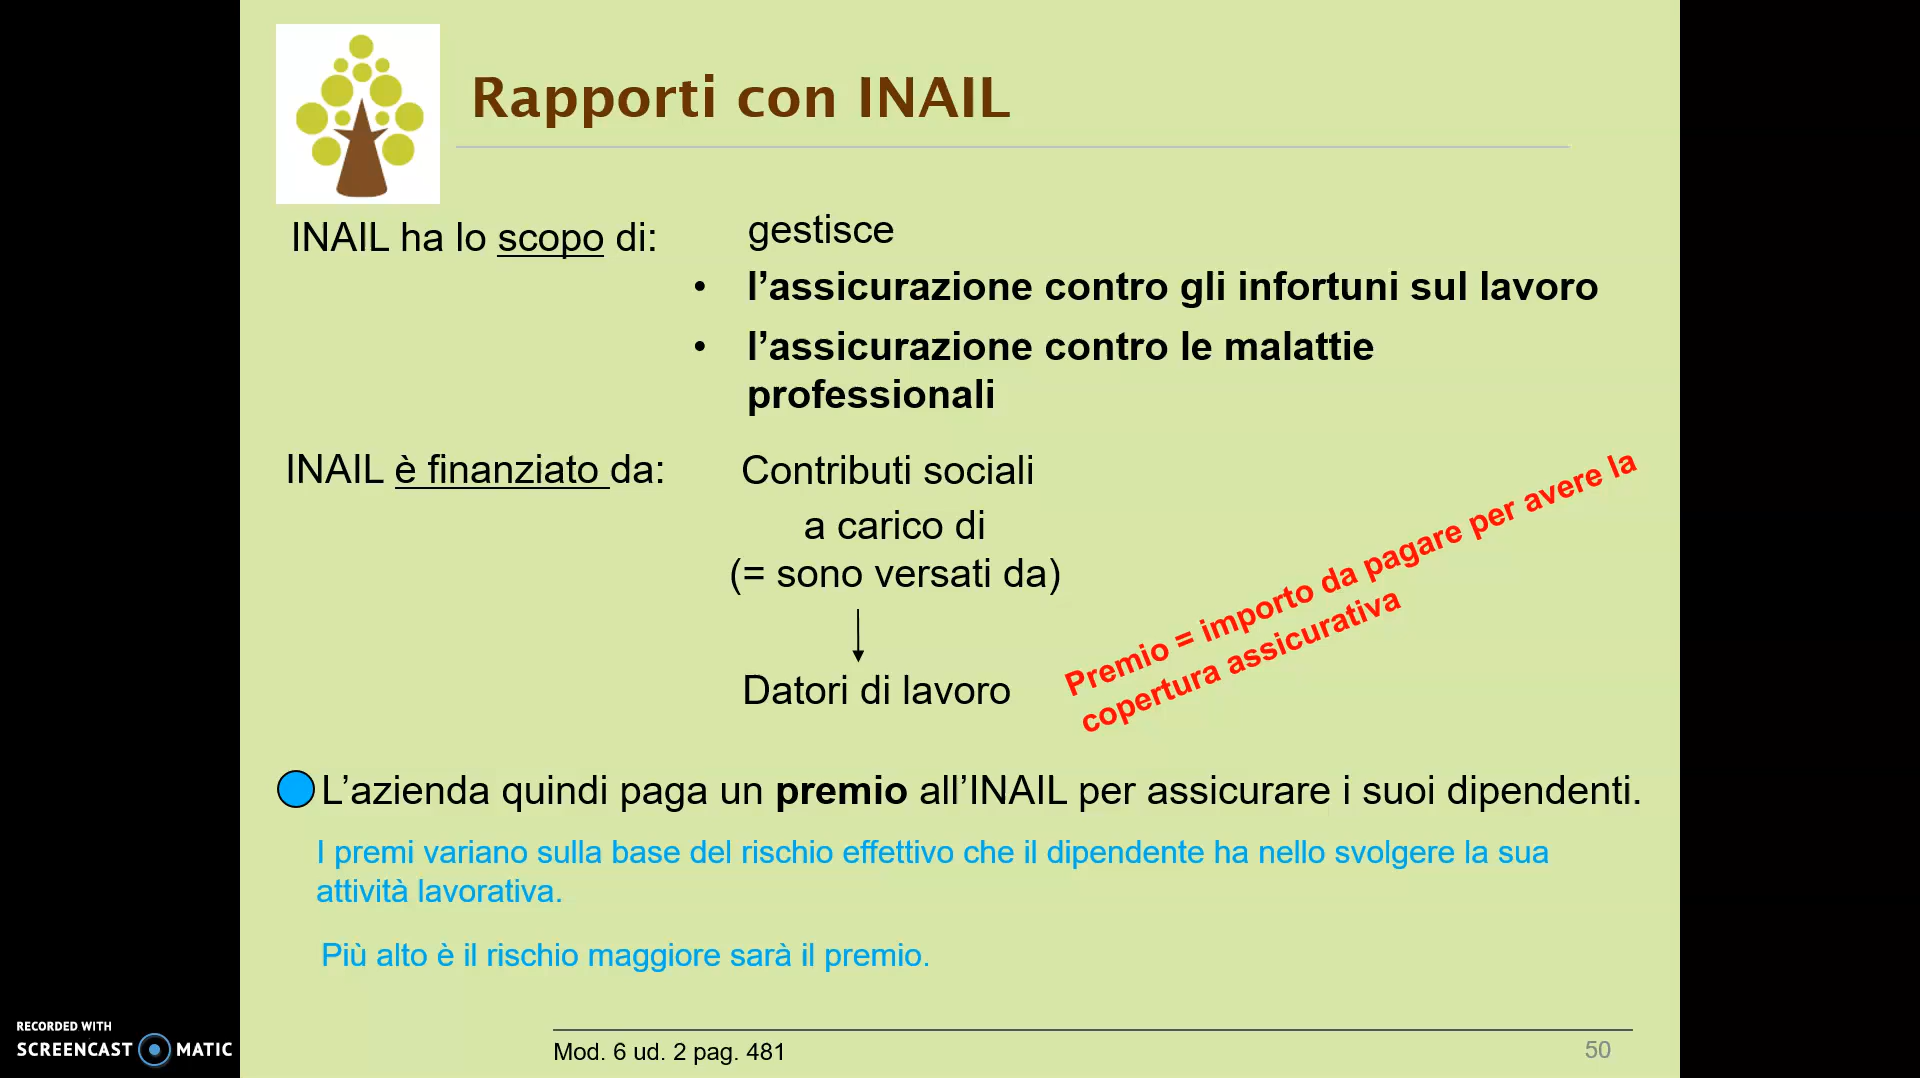 Rapporti con INAIL
INAIL ha lo scopo di:
gestisce
• l’assicurazione contro gli infortuni sul lavoro
• l’assicurazione contro le malattie
professionali
INAIL è finanziato da:
Contributi sociali
a carico di
(= sono versati da)
Datori di lavoro
Premio = importo da pagare per avere la
copertura assicurativa
L’azienda quindi paga un premio all’INAIL per assicurare i suoi dipendenti.
I premi variano sulla base del rischio effettivo che il dipendente ha nello svolgere la sua
attività lavorativa.
Più alto è il rischio maggiore sarà il premio.
Mod. 6 ud. 2 pag. 481
50
RECORDED WITH
SCREENCAST MATIC